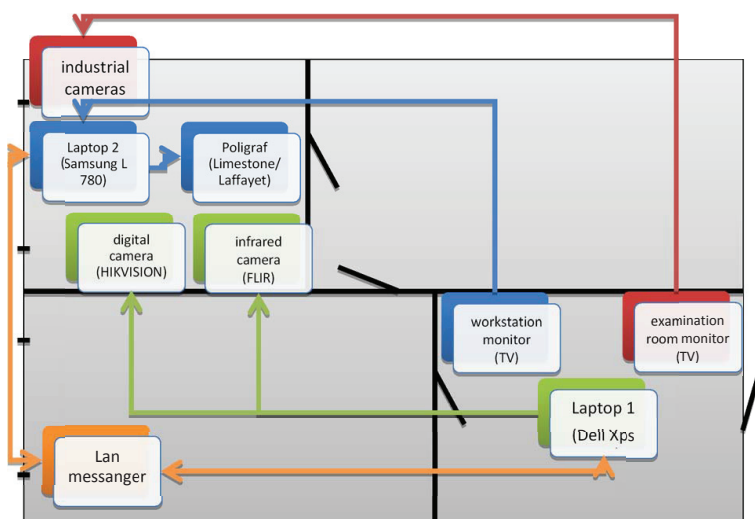 industrial
cameras
Laptop 2
(Samsung L
780)
Poligraf
(Limestone/
Laffayet)
digital
camera
(HIKVISION)
infrared
camera
(FLIR)
workstation
monitor
(TV)
examination
room monitor
(TV)
Laptop 1
(Dell Xps
Lan
messanger